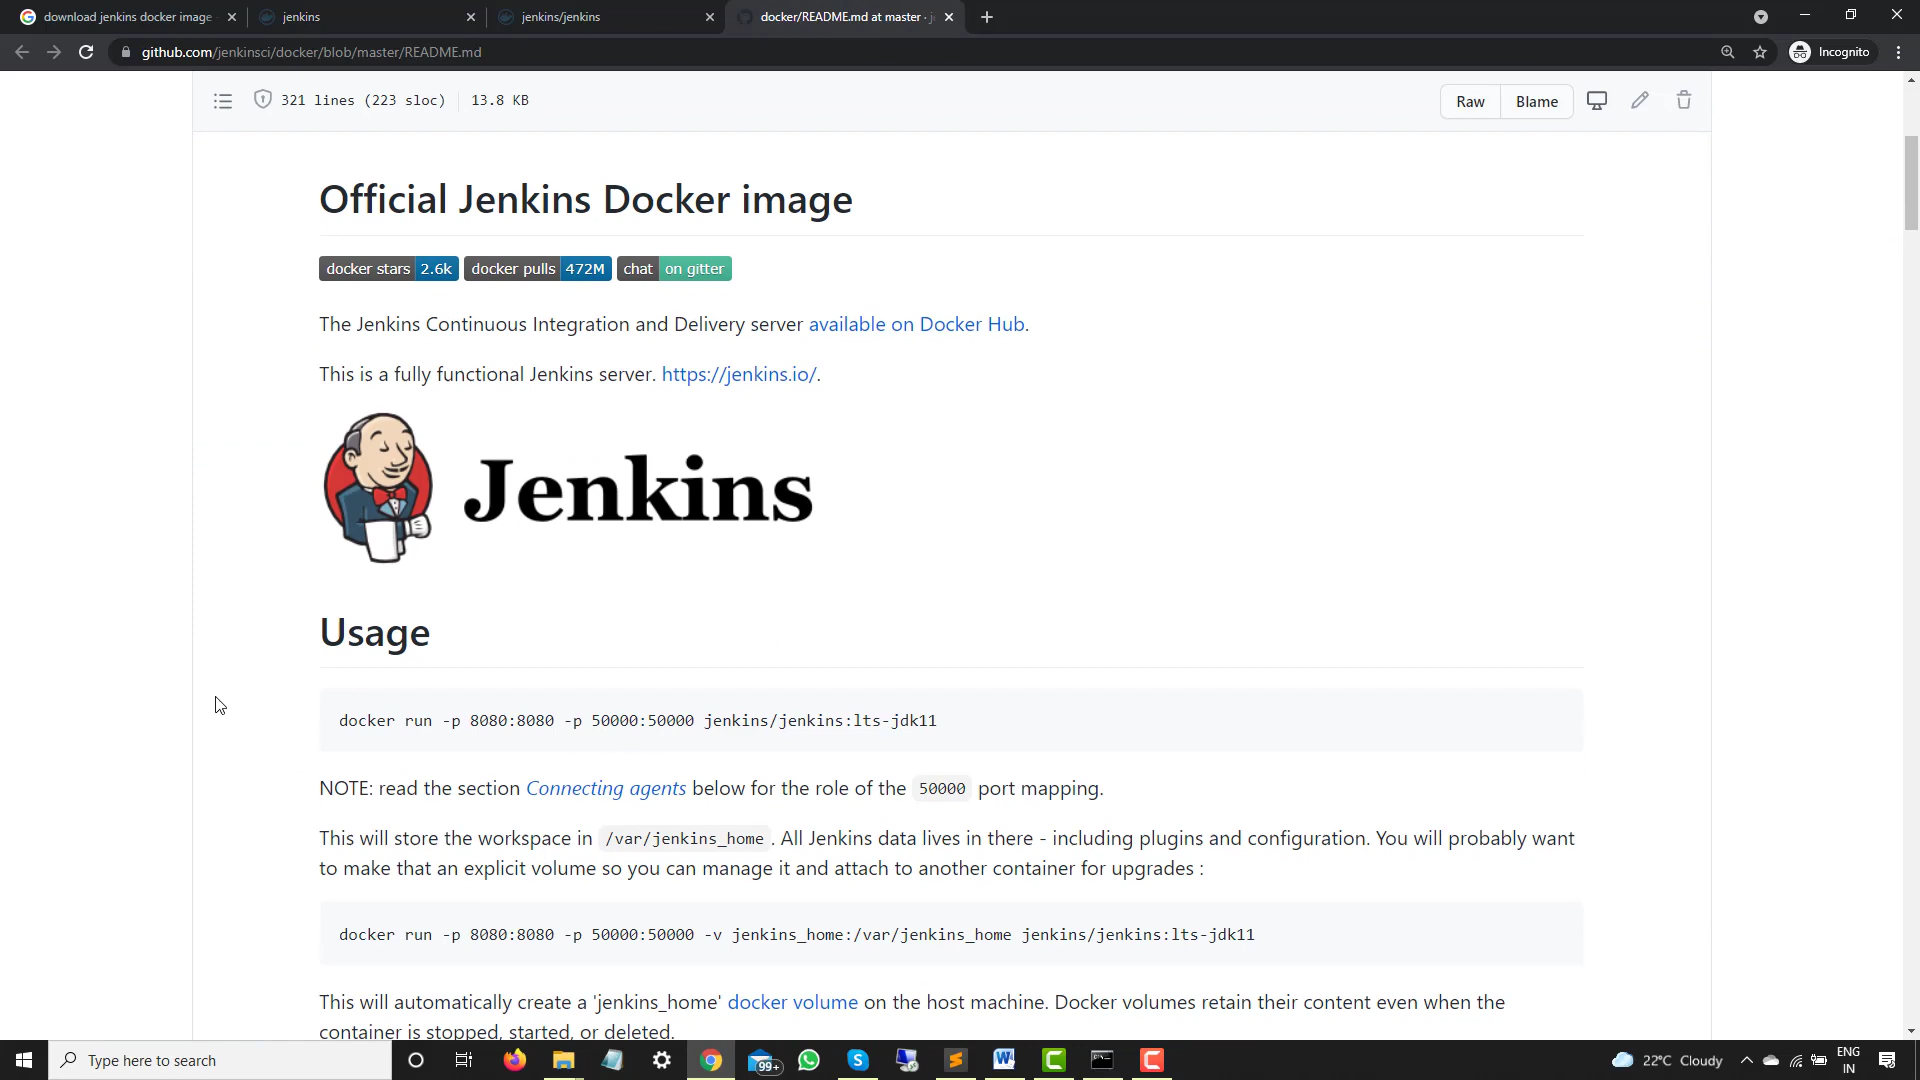 download jenkins docker image
jenkins
jenkins/jenkins
docker/README.md at master ·
github.com/jenkinsci/docker/blob/master/README.md
Incognito
321 lines (223 sloc) 13.8 KB
Raw
Blame
Official Jenkins Docker image
docker stars 2.6k docker pulls 472M chat on gitter
The Jenkins Continuous Integration and Delivery server available on Docker Hub.
This is a fully functional Jenkins server. https://jenkins.io/.
Jenkins
Usage
docker run -p 8080:8080 -p 50000:50000 jenkins/jenkins:lts-jdk11
NOTE: read the section Connecting agents below for the role of the 50000 port mapping.
This will store the workspace in /var/jenkins_home . All Jenkins data lives in there - including plugins and configuration. You will probably want
to make that an explicit volume so you can manage it and attach to another container for upgrades :
docker run -p 8080:8080 -p 50000:50000 -v jenkins_home:/var/jenkins_home jenkins/jenkins:lts-jdk11
This will automatically create a 'jenkins_home' docker volume on the host machine. Docker volumes retain their content even when the
container is stopped, started, or deleted.
Type here to search
99+
22°C Cloudy
ENG
IN